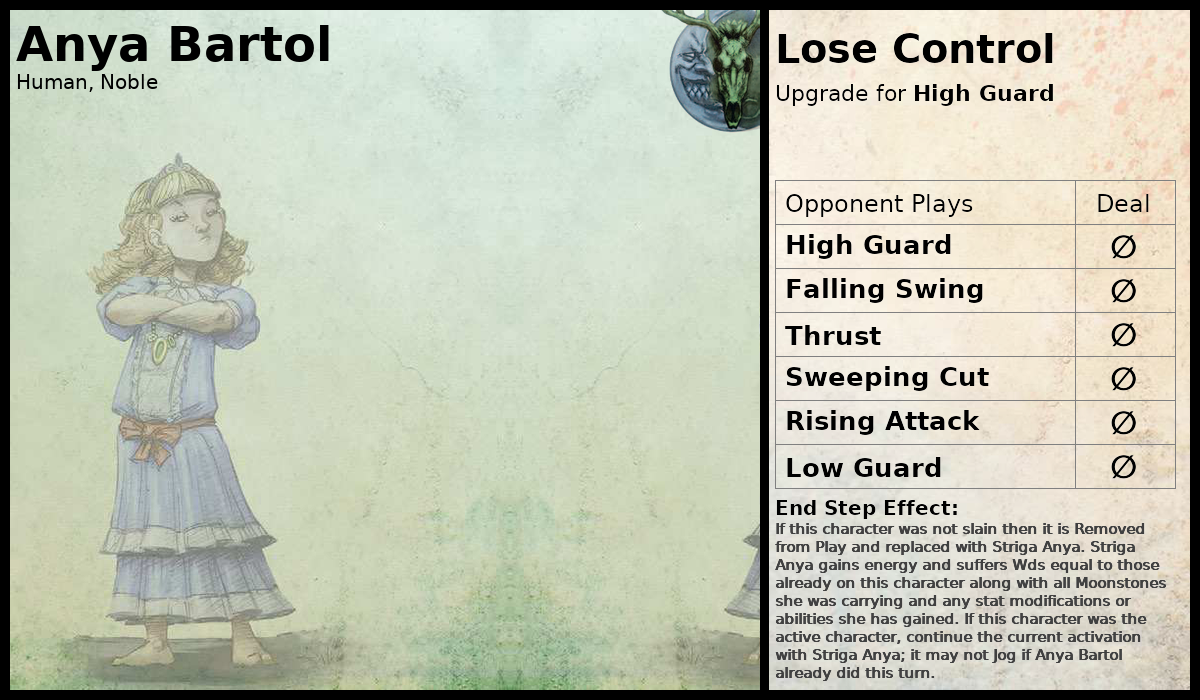 Anya Bartol
Human, Noble
Lose Control
Upgrade for High Guard
Opponent Plays Deal
High Guard ∅
Falling Swing ∅
Thrust ∅
Sweeping Cut ∅
Rising Attack ∅
Low Guard ∅
End Step Effect:
If this character was not slain then it is Removed
from Play and replaced with Striga Anya. Striga
Anya gains energy and suffers Wds equal to those
already on this character along with all Moonstones
she was carrying and any stat modifications or
abilities she has gained. If this character was the
active character, continue the current activation
with Striga Anya; it may not Jog if Anya Bartol
already did this turn.